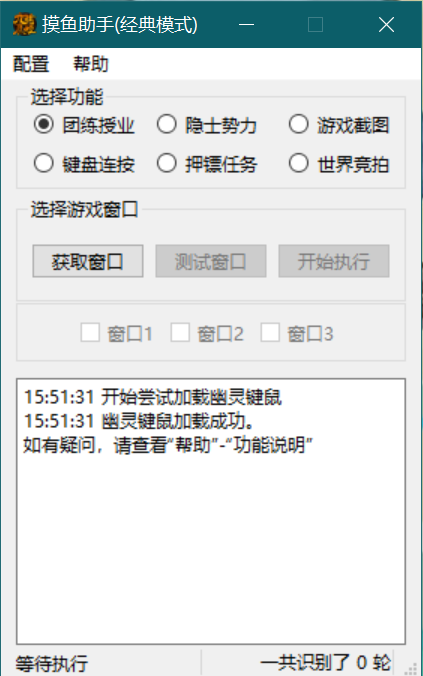 摸鱼助手(经典模式)
配置 帮助
选择功能
团练授业 隐士势力 游戏截图
键盘连按 押镖任务 世界竞拍
选择游戏窗口
获取窗口 测试窗口 开始执行
窗口1 窗口2 窗口3
15:51:31 开始尝试加载幽灵键鼠
15:51:31 幽灵键鼠加载成功。
如有疑问，请查看“帮助”-“功能说明”
等待执行 一共识别了 0 轮